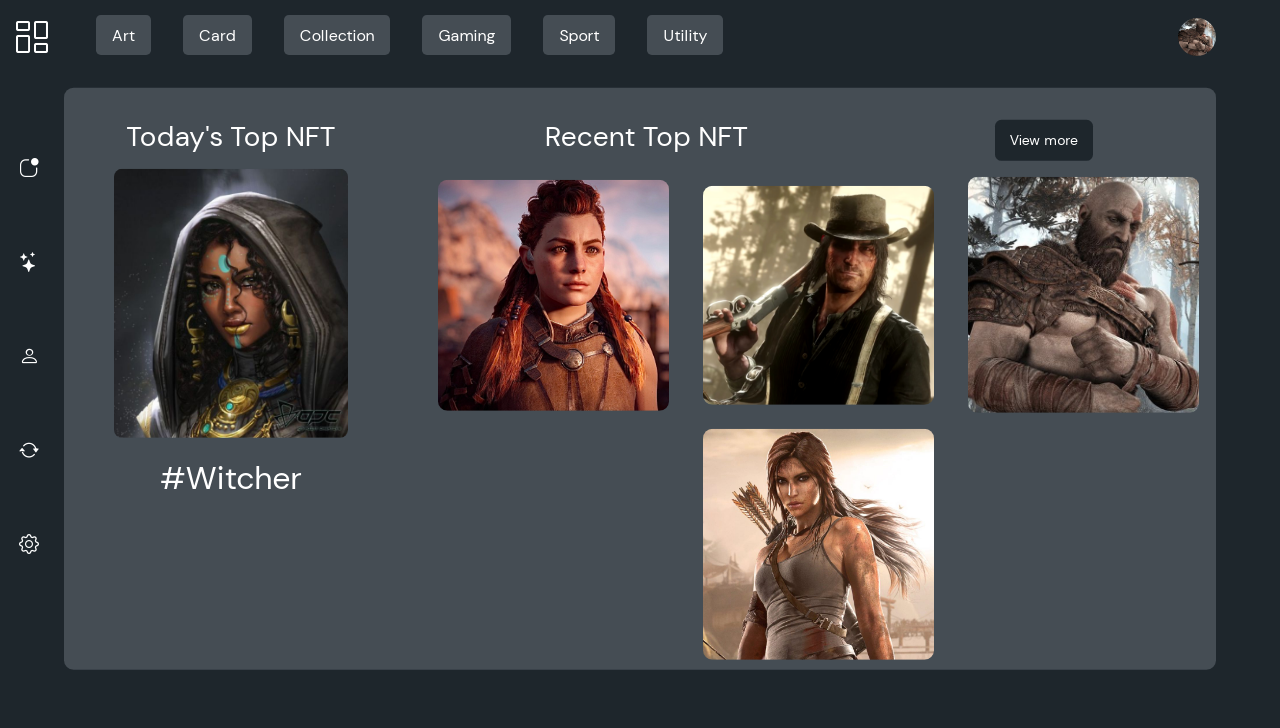 Art
Card
Collection
Gaming
Sport
Utility
Today's Top NFT
Recent Top NFT
View more
#Witcher